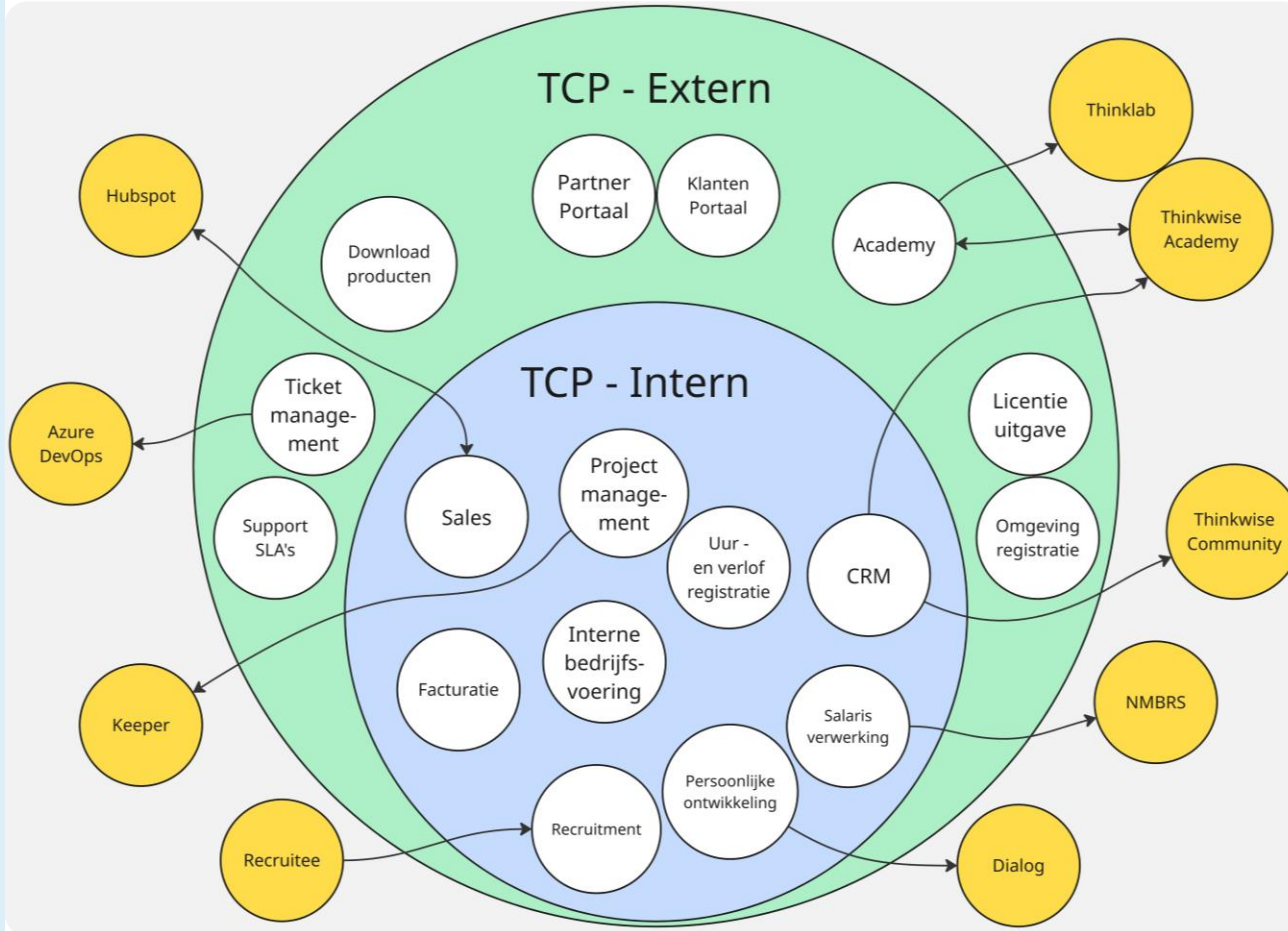 TCP - Extern
Thinklab
Hubspot
Partner
Portaal
Klanten
Portaal
Thinkwise
Academy
Academy
Download
producten
TCP - Intern
Ticket
manage-
ment
Licentie
uitgave
Azure
DevOps
Project
manage-
ment
Sales
Support
SLA's
Omgeving
registratie
Thinkwise
Community
Uur -
en verlof
registratie
CRM
Interne
bedrijfs-
voering
Facturatie
Keeper
NMBRS
Salaris
verwerking
Persoonlijke
ontwikkeling
Recruitment
Recruitee
Dialog